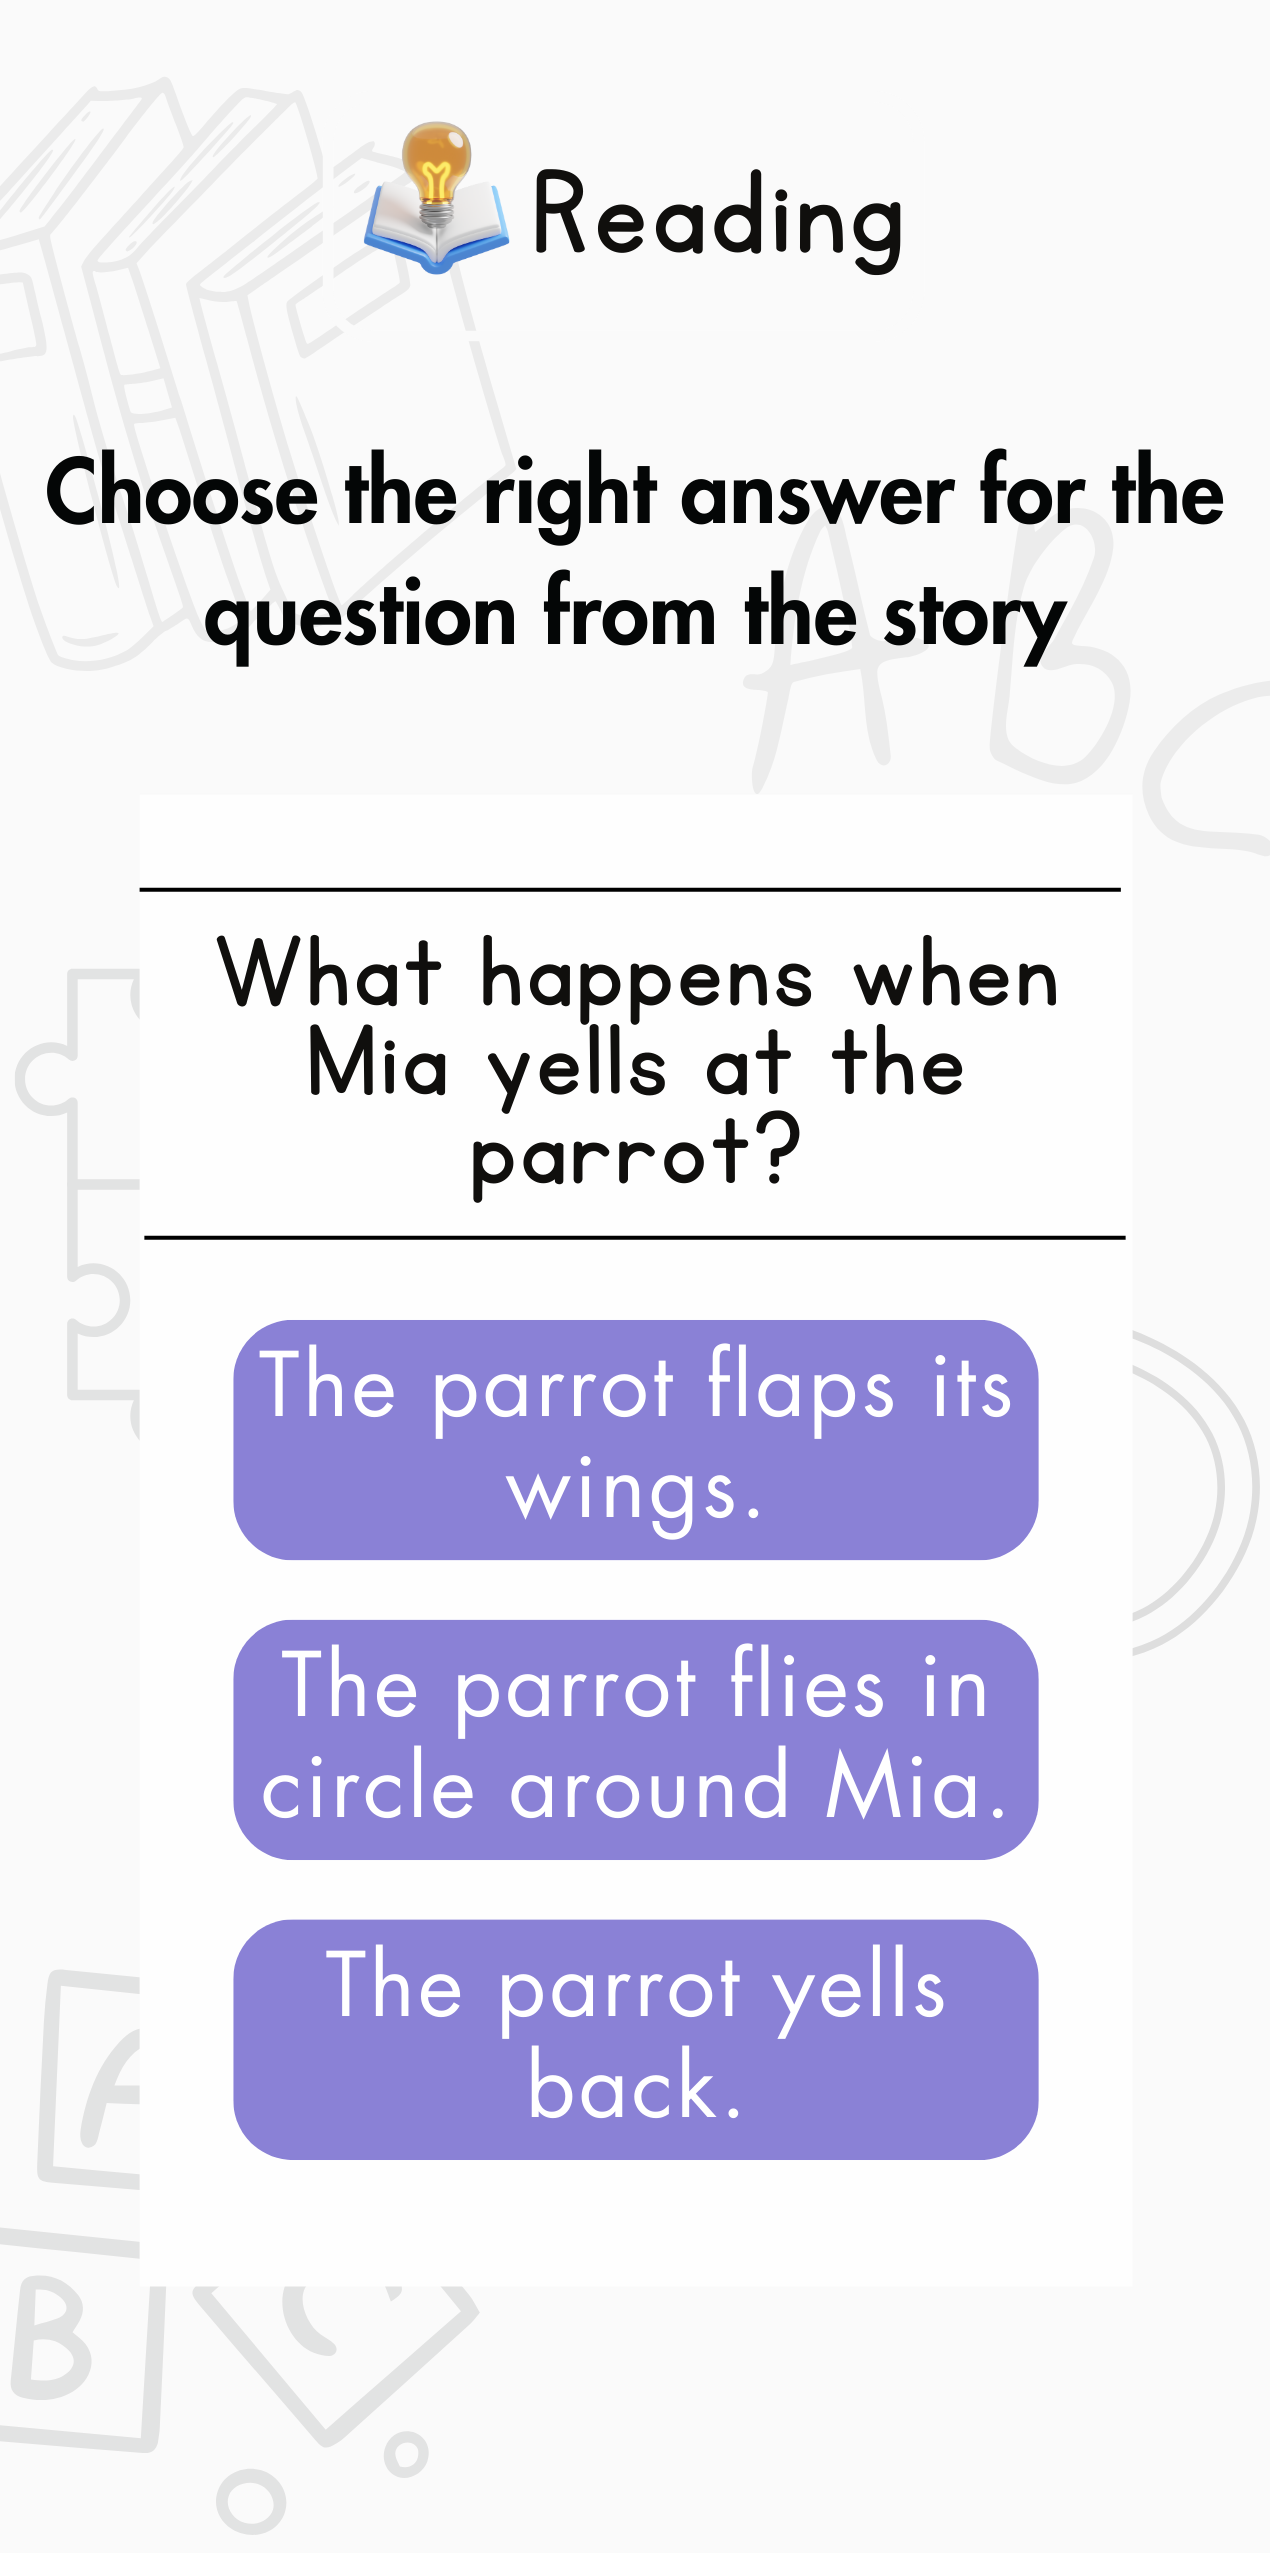 Reading
Choose the right answer for the
question from the story
A B
What happens when
Mia yells at the
parrot?
The parrot flaps its
wings.
The parrot flies in
circle around Mia.
The parrot yells
back.
A
B
C